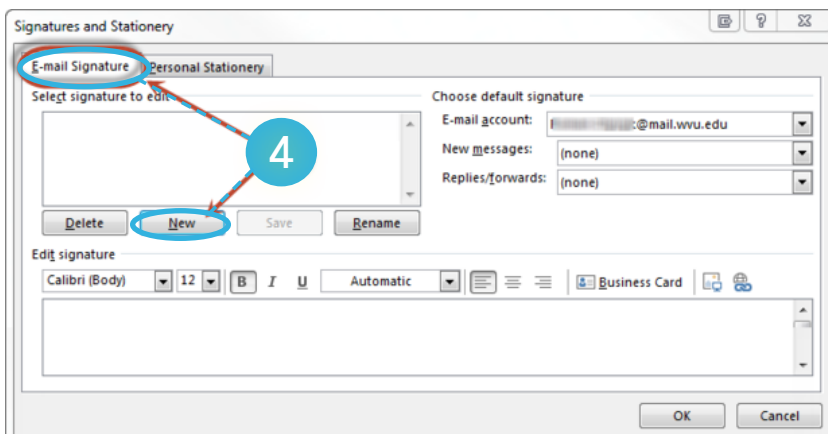 Signatures and Stationery
E-mail Signature Personal Stationery
Select signature to edit
Choose default signature
E-mail account: :@mail.wvu.edu
New messages: (none)
Replies/forwards: (none)
4
Delete New Save Rename
Edit signature
Calibri (Body) 12 B I U Automatic Business Card
OK Cancel